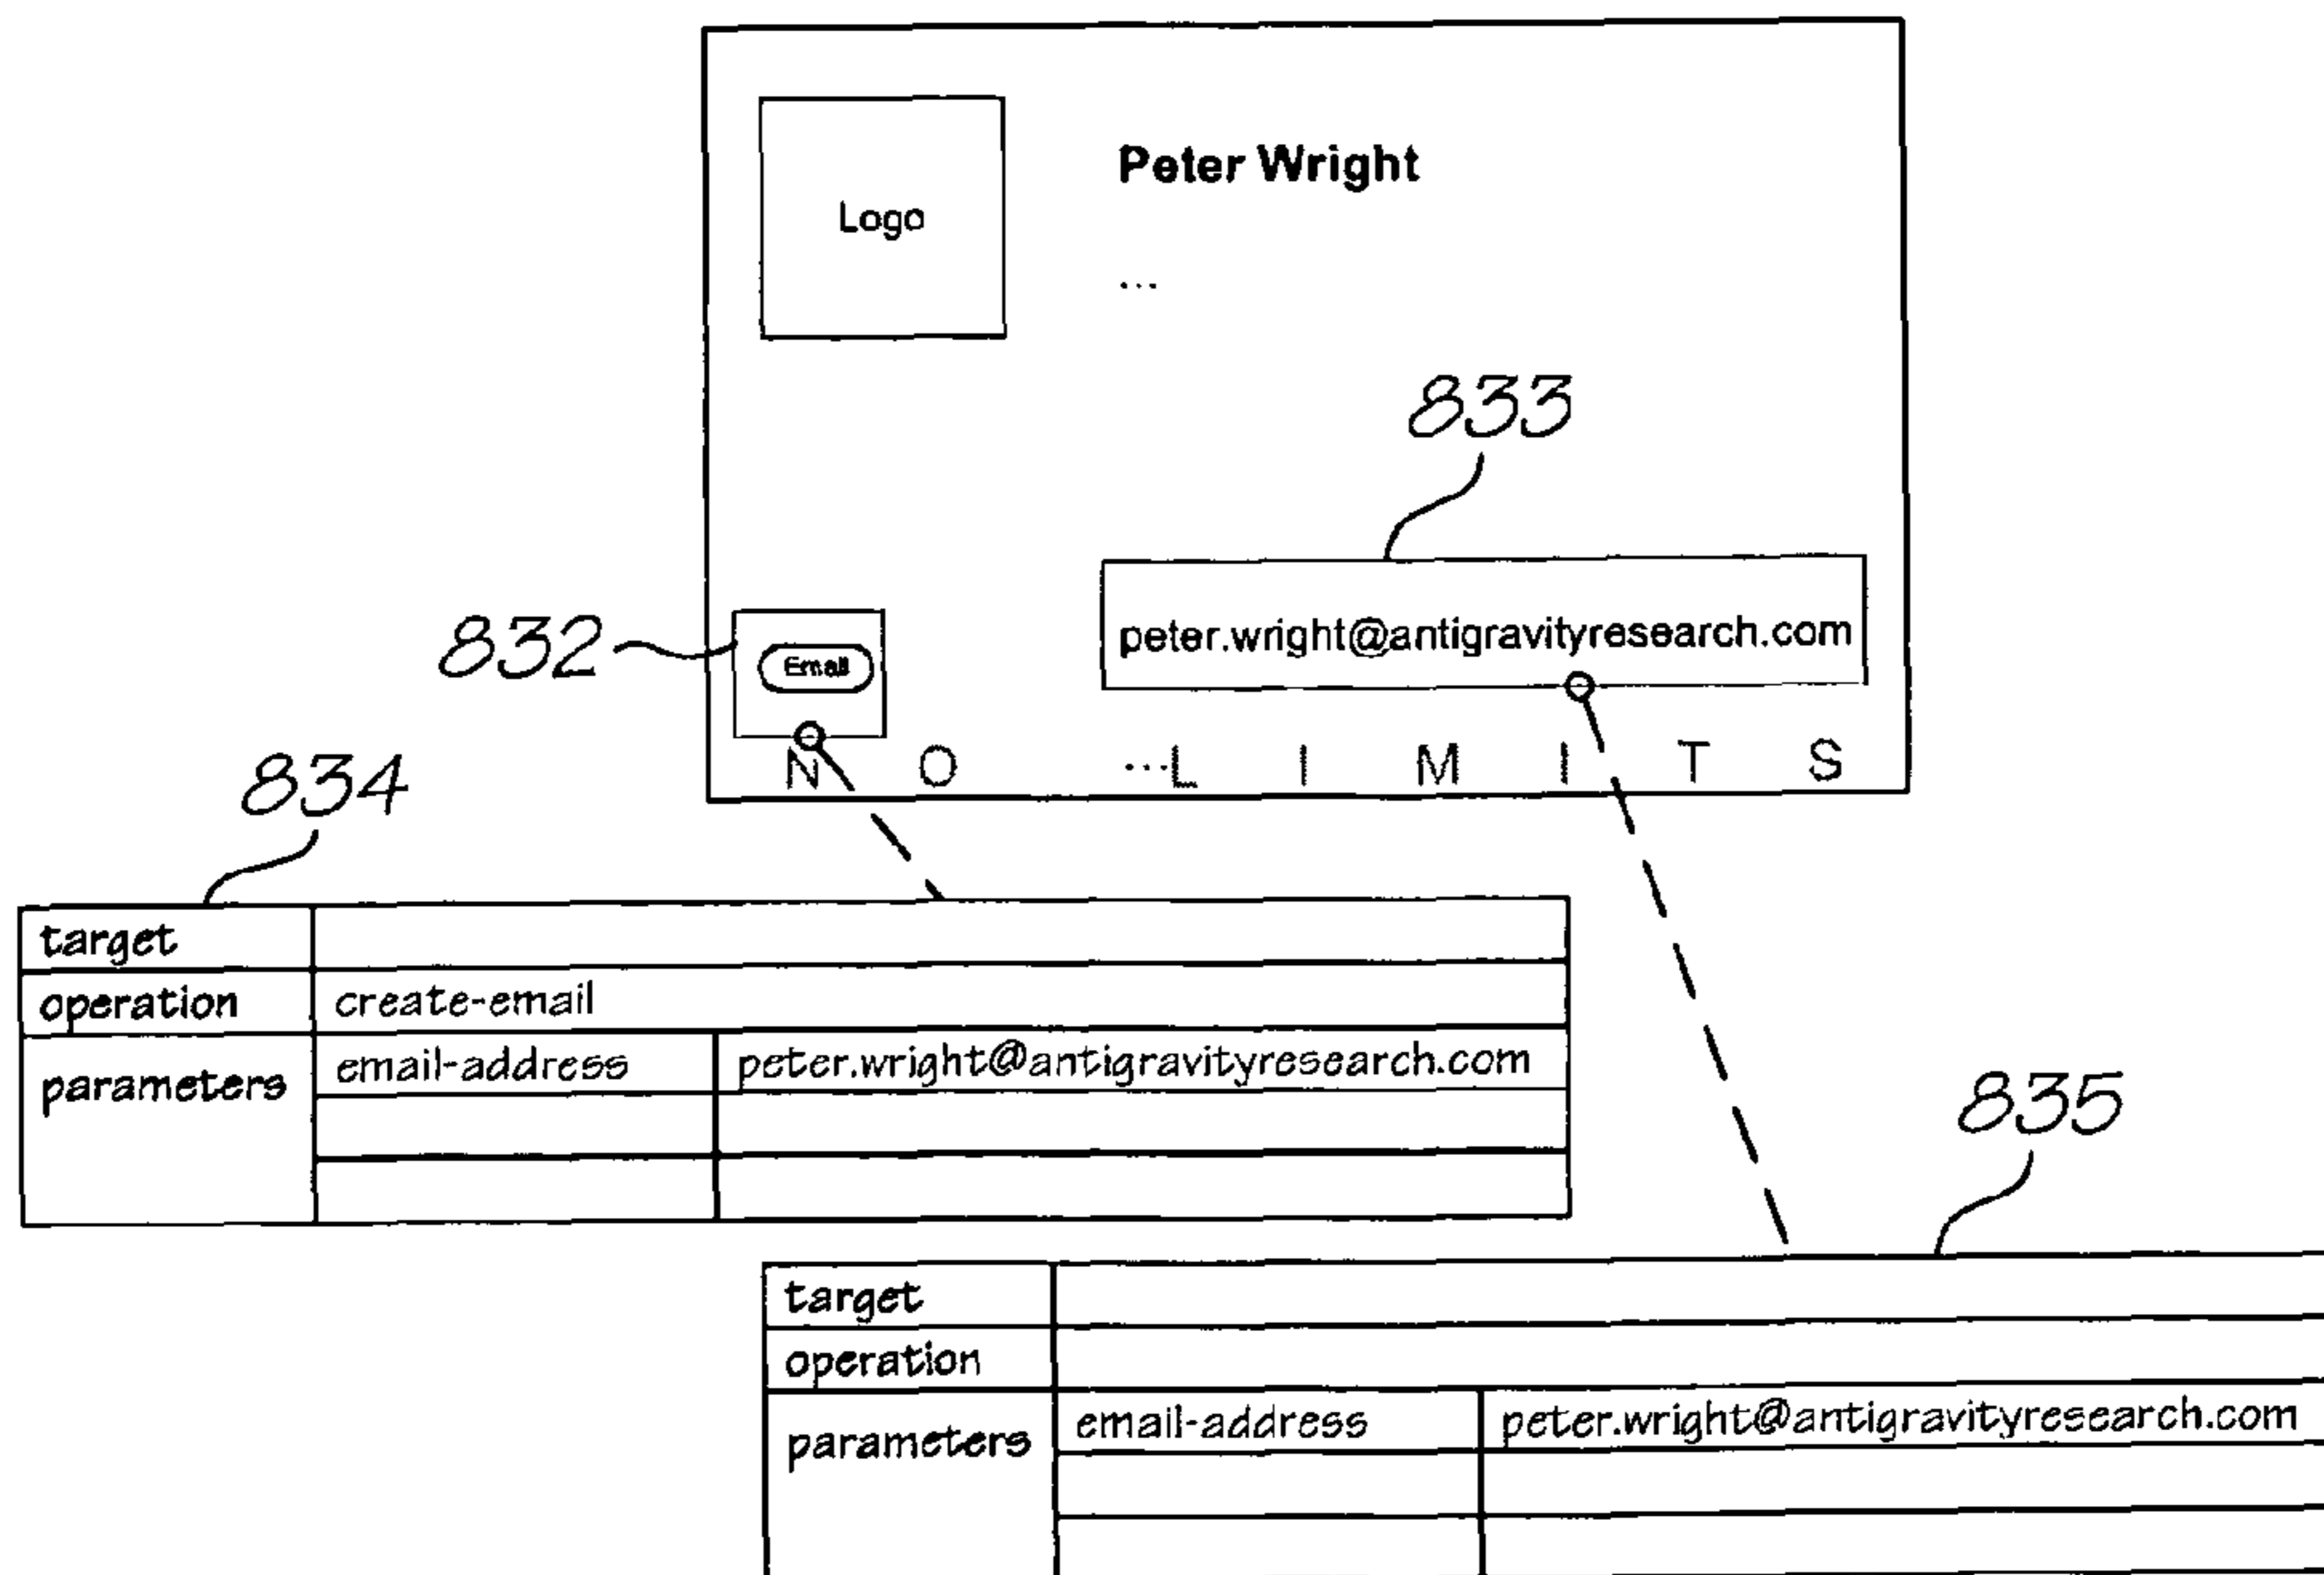 Peter Wright
Logo
...
833
peter.wright@antigravityresearch.com
832
Email
N O ...L I M I T S
834
target
operation create-email
parameters email-address peter.wright@antigravityresearch.com
835
target
operation
parameters email-address peter.wright@antigravityresearch.com